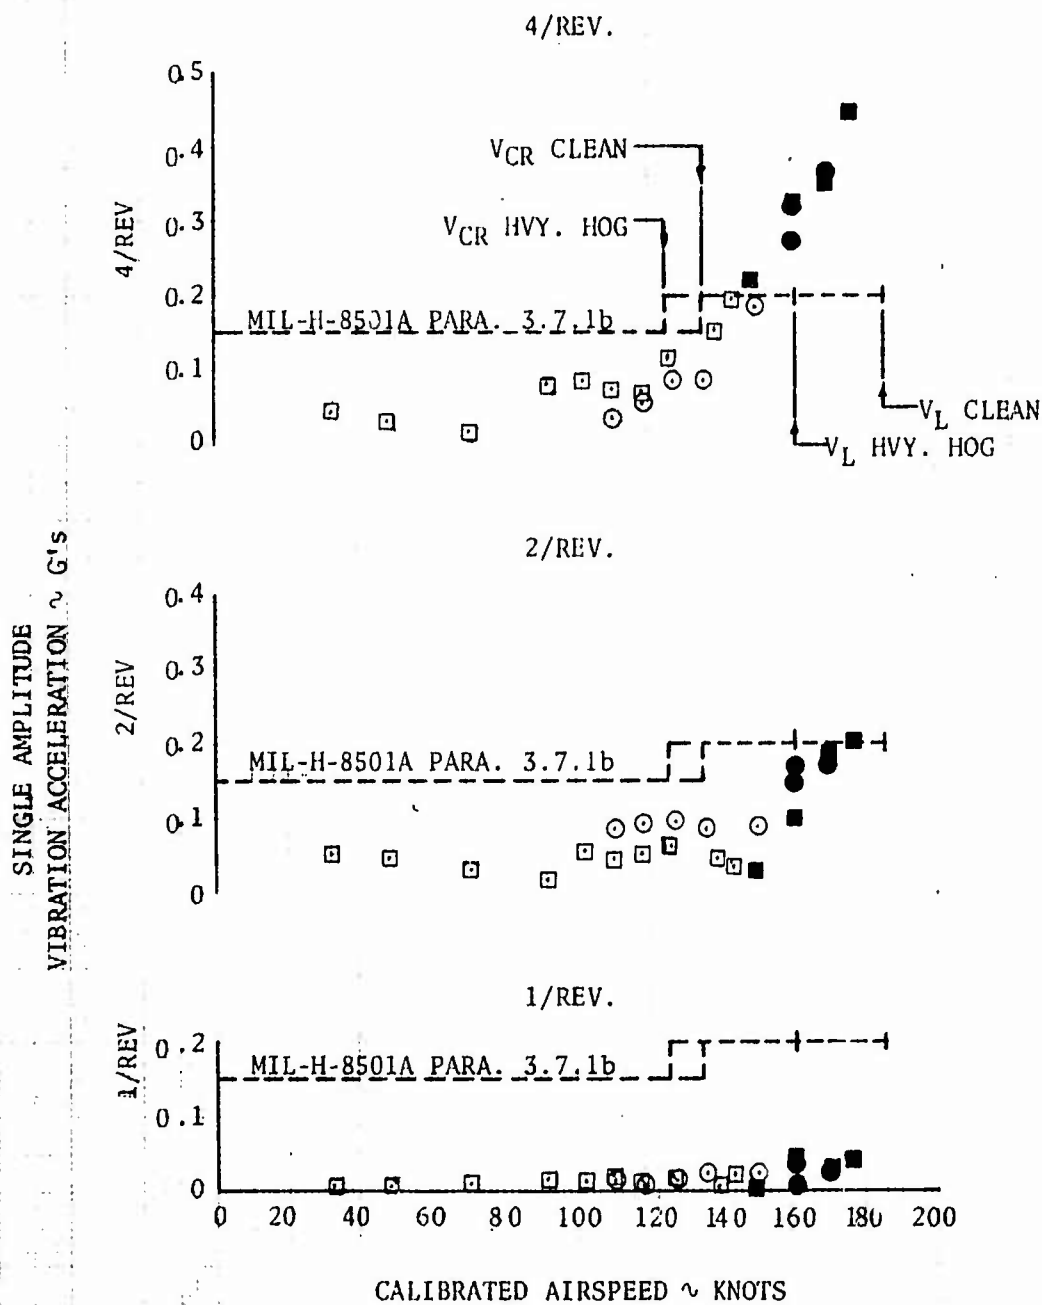 4/REV.
0.5
0.4
0.3
0.2
0.1
0
4/REV
V_CR CLEAN
V_CR HVY. HOG
MIL-H-8501A PARA. 3.7.1b
V_L CLEAN
V_L HVY. HOG
SINGLE AMPLITUDE
VIBRATION ACCELERATION ~ G's
2/REV.
0.4
0.3
0.2
0.1
0
2/REV
MIL-H-8501A PARA. 3.7.1b
1/REV.
0.2
0.1
0
1/REV
MIL-H-8501A PARA. 3.7.1b
0 20 40 60 80 100 120 140 160 180 200
CALIBRATED AIRSPEED ~ KNOTS